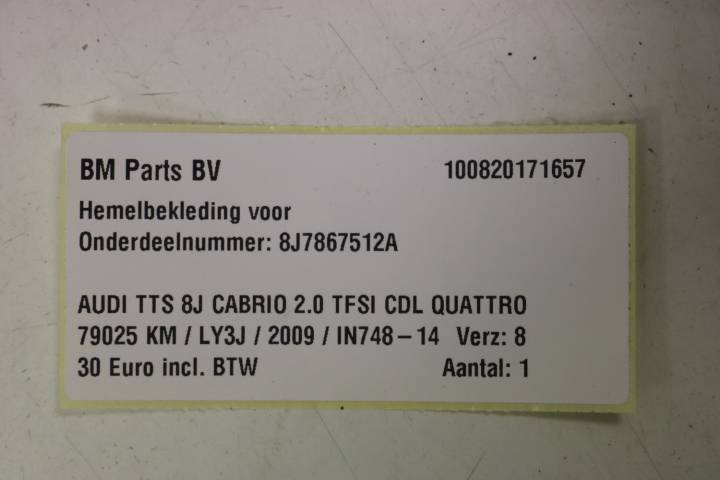 BM Parts BV 100820171657
Hemelbekleding voor
Onderdeelnummer: 8J7867512A
AUDI TTS 8J CABRIO 2.0 TFSI CDL QUATTRO
79025 KM / LY3J / 2009 / IN748-14 Verz: 8
30 Euro incl. BTW Aantal: 1